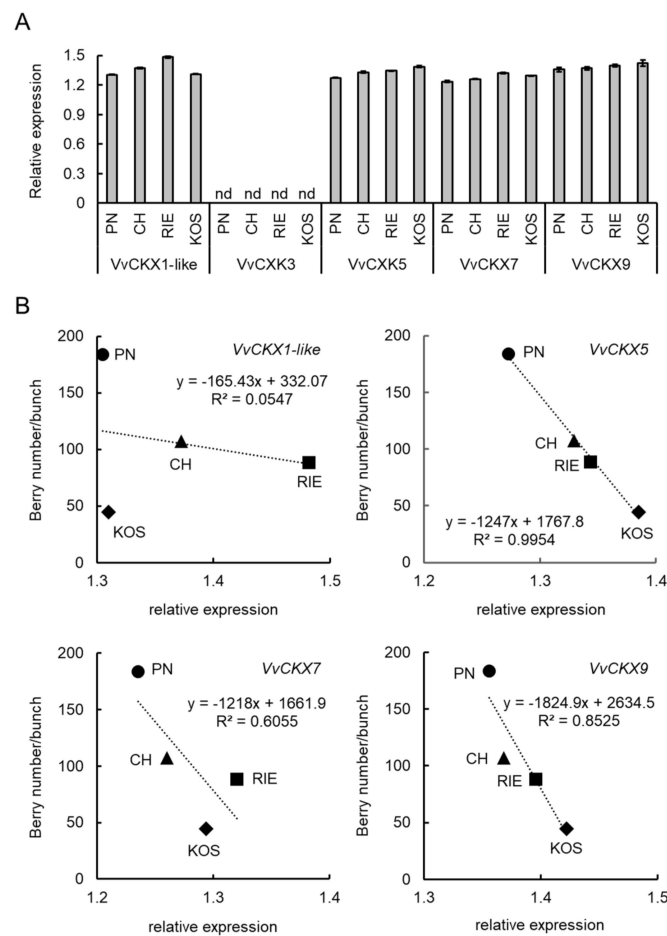 A
Relative expression
1.5
1.2
0.9
0.6
0.3
0
nd nd nd nd
PN CH RIE KOS PN CH RIE KOS PN CH RIE KOS PN CH RIE KOS PN CH RIE KOS
VvCKX1-like VvCXK3 VvCXK5 VvCKX7 VvCKX9
B
Berry number/bunch
200
150
100
50
0
PN
VvCKX1-like
y = -165.43x + 332.07
R² = 0.0547
CH
RIE
KOS
1.3 1.4 1.5
relative expression
Berry number/bunch
200
150
100
50
0
PN
VvCKX5
CH
RIE
y = -1247x + 1767.8
R² = 0.9954
KOS
1.2 1.3 1.4
relative expression
Berry number/bunch
200
150
100
50
0
PN
VvCKX7
y = -1218x + 1661.9
R² = 0.6055
CH
RIE
KOS
1.2 1.3 1.4
relative expression
Berry number/bunch
200
150
100
50
0
PN
VvCKX9
y = -1824.9x + 2634.5
R² = 0.8525
CH
RIE
KOS
1.3 1.4 1.5
relative expression